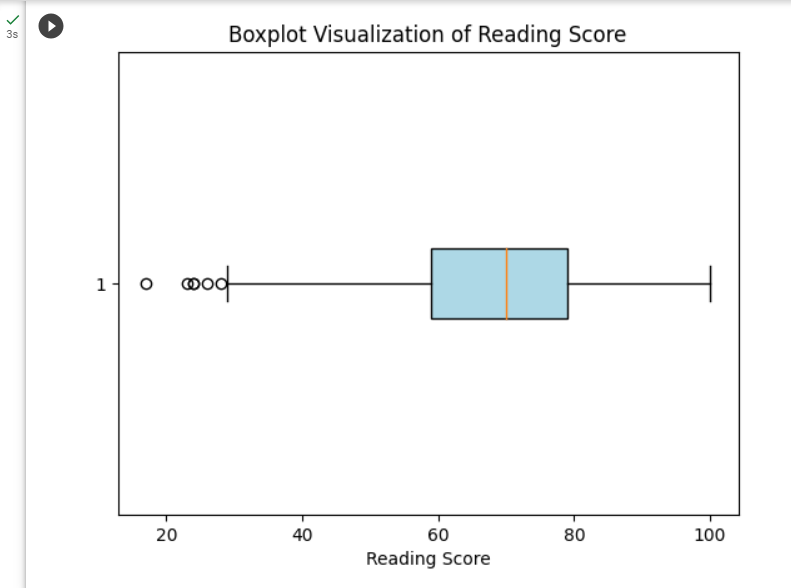 3s
Boxplot Visualization of Reading Score
1
20 40 60 80 100
Reading Score